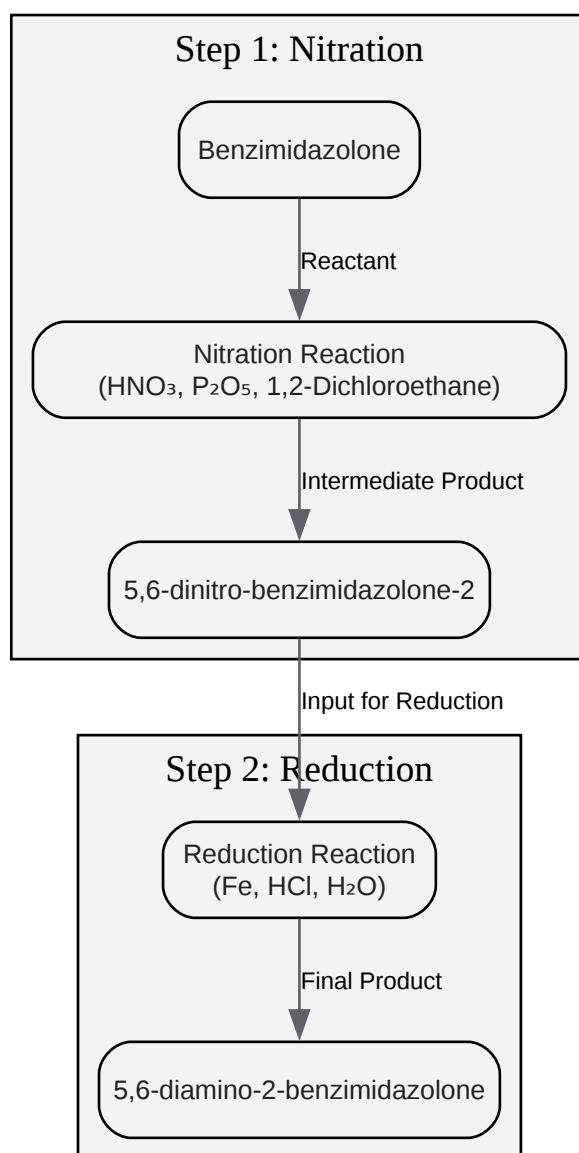 Step 1: Nitration
Benzimidazolone
Reactant
Nitration Reaction
(HNO₃, P₂O₅, 1,2-Dichloroethane)
Intermediate Product
5,6-dinitro-benzimidazolone-2
Input for Reduction
Step 2: Reduction
Reduction Reaction
(Fe, HCl, H₂O)
Final Product
5,6-diamino-2-benzimidazolone